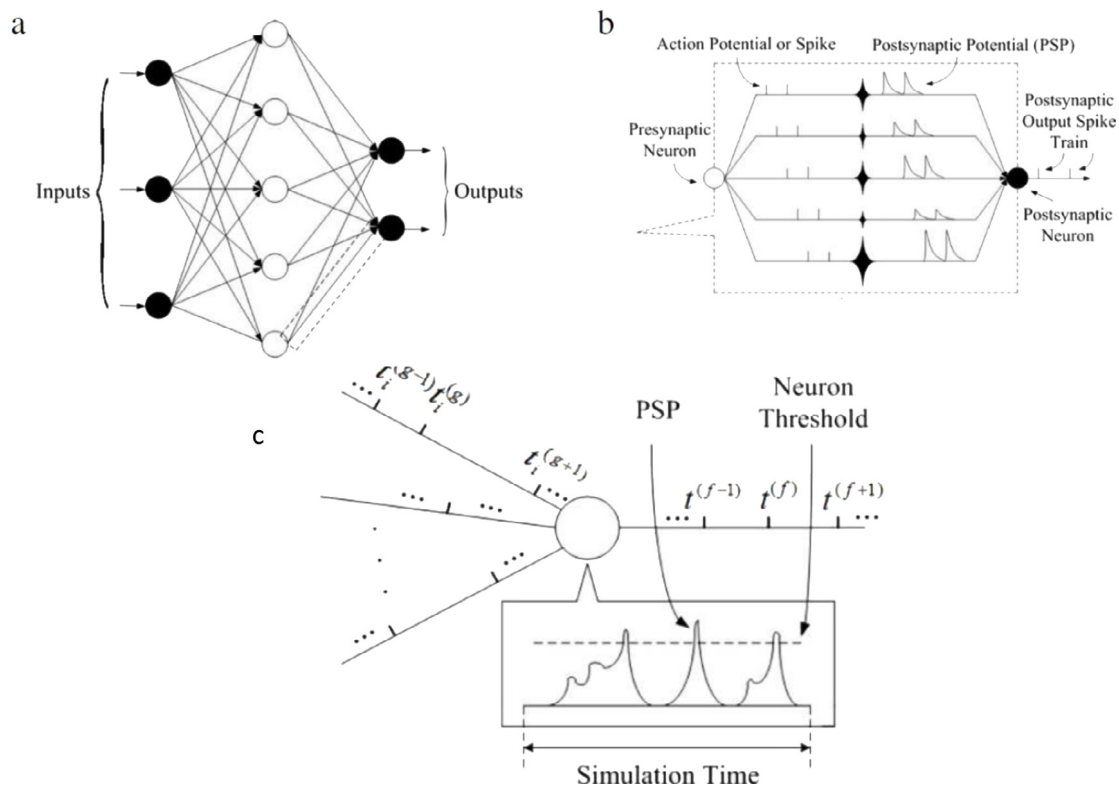 a
Inputs
Outputs
b
Action Potential or Spike
Postsynaptic Potential (PSP)
Presynaptic
Neuron
Postsynaptic
Output Spike
Train
Postsynaptic
Neuron
c
... t_i^(g-1) t_i^(g)
t_i^(g+1) ...
PSP
Neuron
Threshold
... t^(f-1) t^(f) t^(f+1) ...
Simulation Time